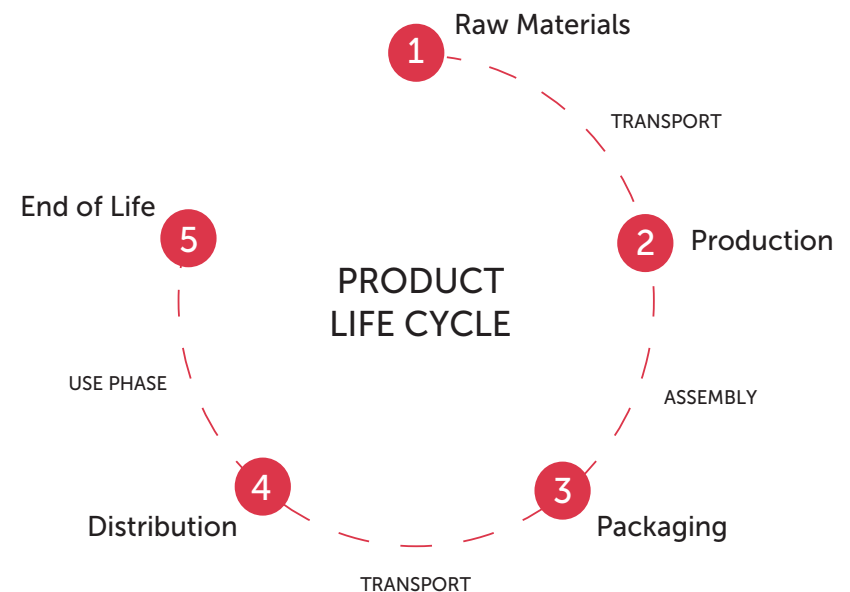 1
Raw Materials
TRANSPORT
2
Production
ASSEMBLY
3
Packaging
TRANSPORT
4
Distribution
USE PHASE
5
End of Life
PRODUCT
LIFE CYCLE